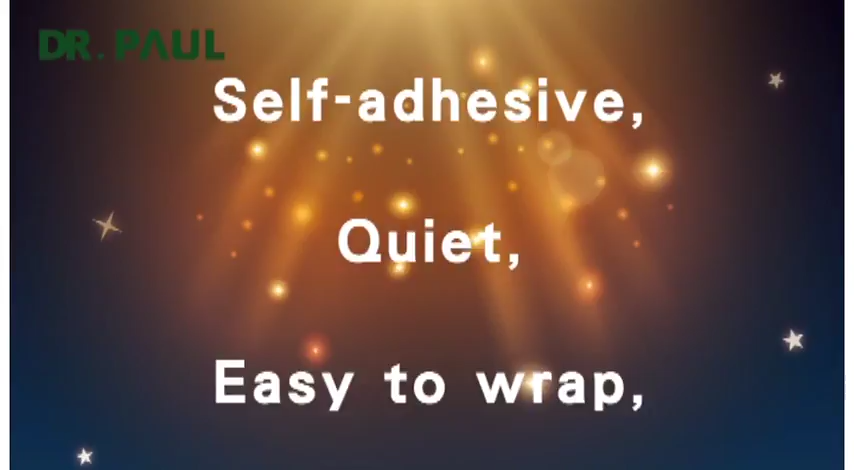 DR. PAUL
Self-adhesive,
Quiet,
Easy to wrap,